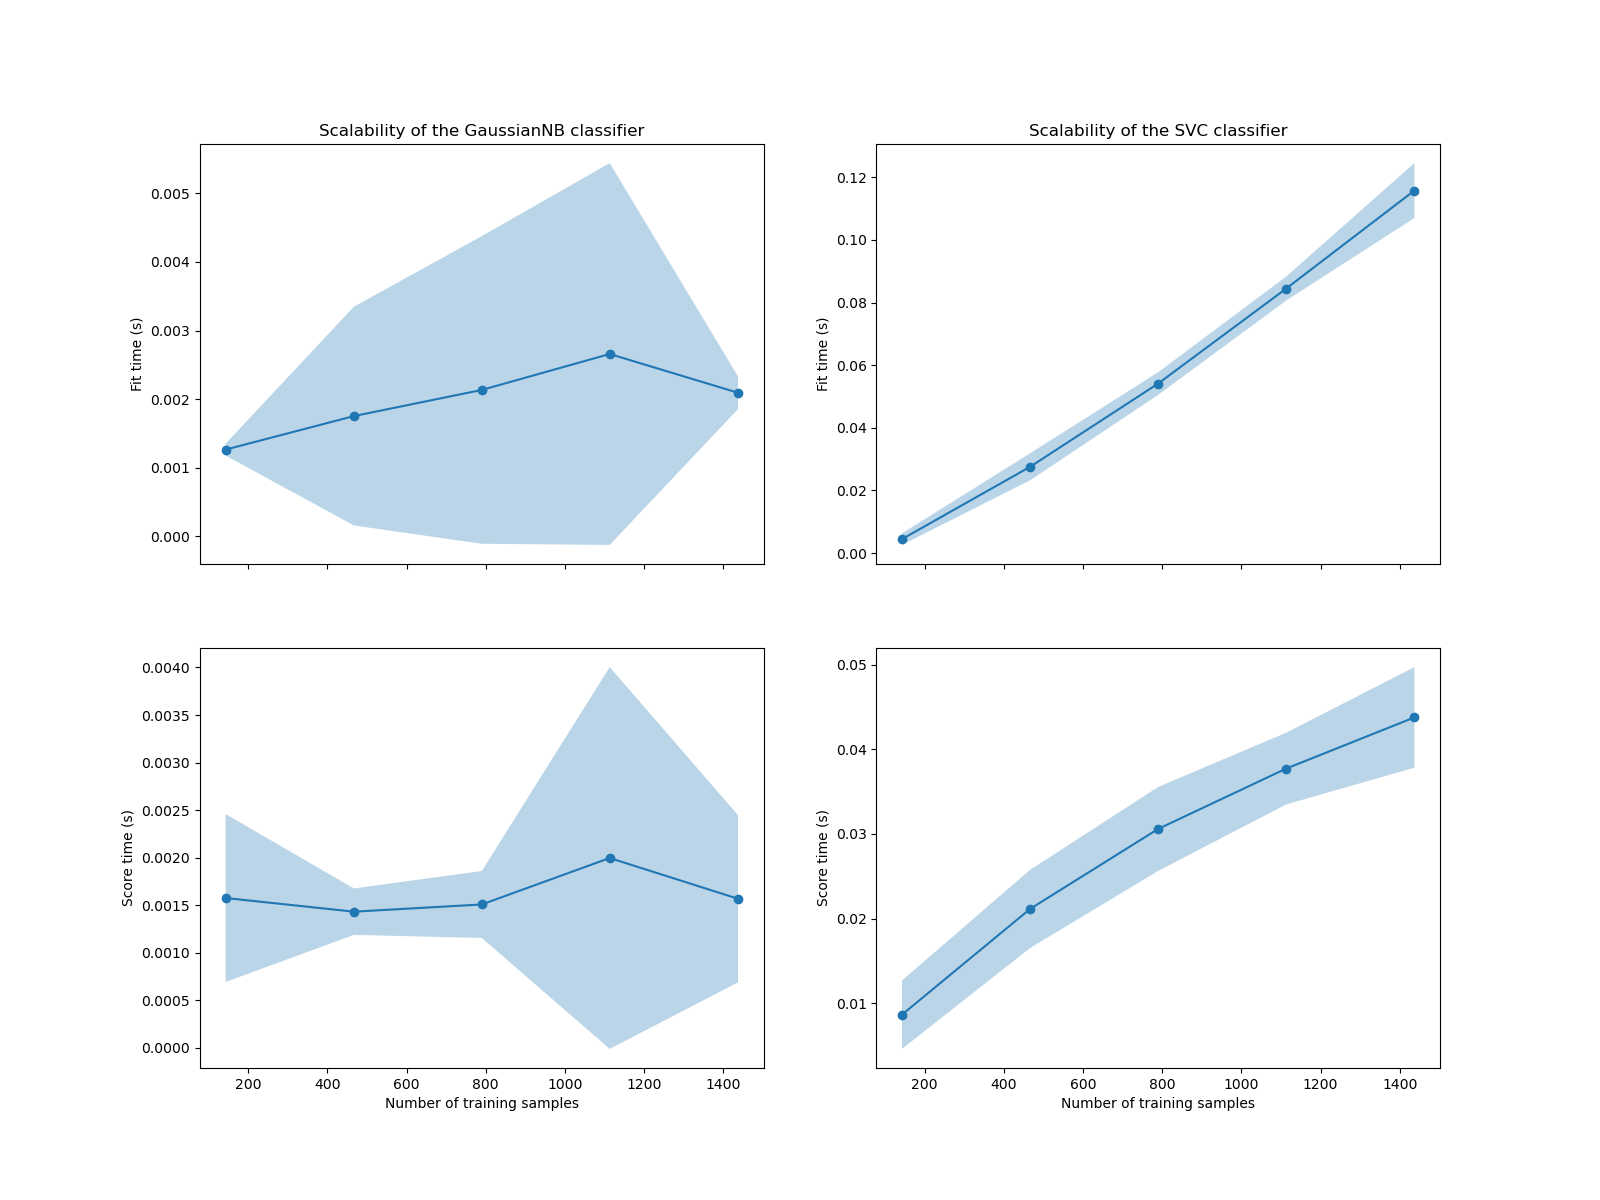 Scalability of the GaussianNB classifier
Fit time (s)
0.005
0.004
0.003
0.002
0.001
0.000
Scalability of the SVC classifier
Fit time (s)
0.12
0.10
0.08
0.06
0.04
0.02
0.00
Score time (s)
0.0040
0.0035
0.0030
0.0025
0.0020
0.0015
0.0010
0.0005
0.0000
200 400 600 800 1000 1200 1400
Number of training samples
Score time (s)
0.05
0.04
0.03
0.02
0.01
200 400 600 800 1000 1200 1400
Number of training samples